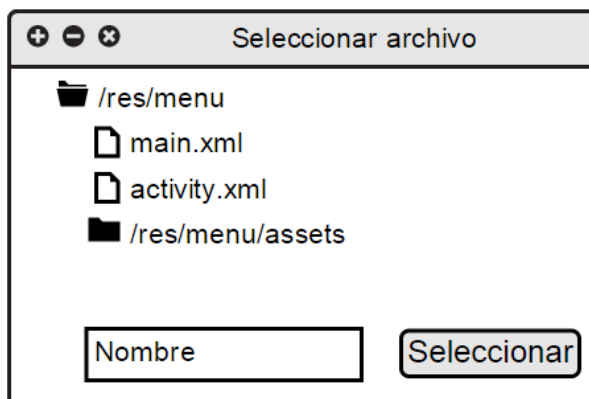 Seleccionar archivo
/res/menu
main.xml
activity.xml
/res/menu/assets
Nombre
Seleccionar